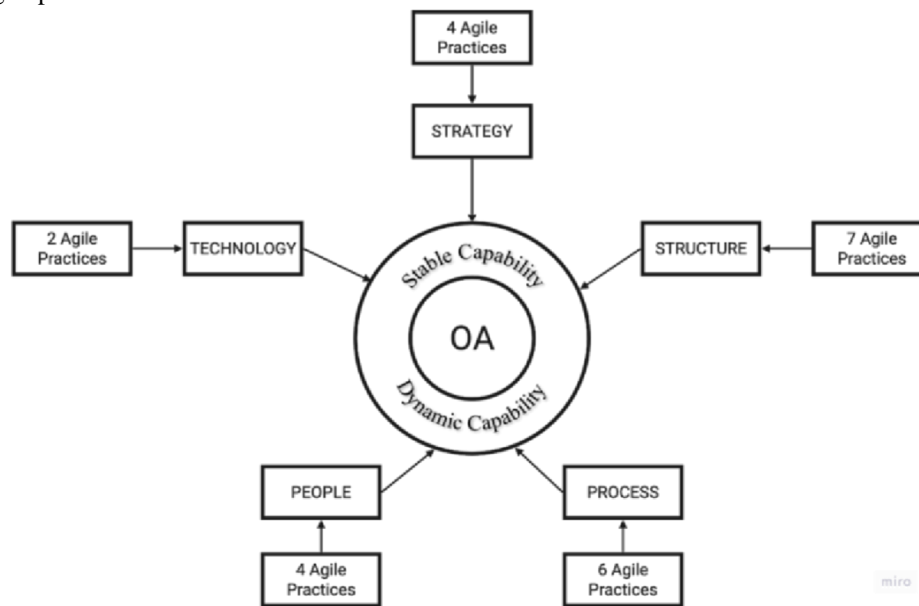 4 Agile
Practices
STRATEGY
2 Agile
Practices
TECHNOLOGY
STRUCTURE
7 Agile
Practices
Stable Capability
OA
Dynamic Capability
PEOPLE
PROCESS
4 Agile
Practices
6 Agile
Practices
miro